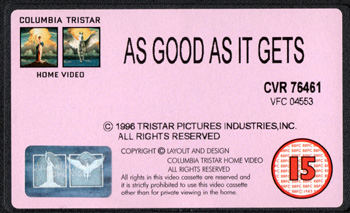 COLUMBIA TRISTAR
HOME VIDEO
AS GOOD AS IT GETS
CVR 76461
VFC 04553
© 1996 TRISTAR PICTURES INDUSTRIES,INC.
ALL RIGHTS RESERVED
COPYRIGHT © LAYOUT AND DESIGN
COLUMBIA TRISTAR HOME VIDEO
ALL RIGHTS RESERVED
All rights in this video cassette are reserved and
it is strictly prohibited to use this video cassette
other than for private viewing in the home.
15